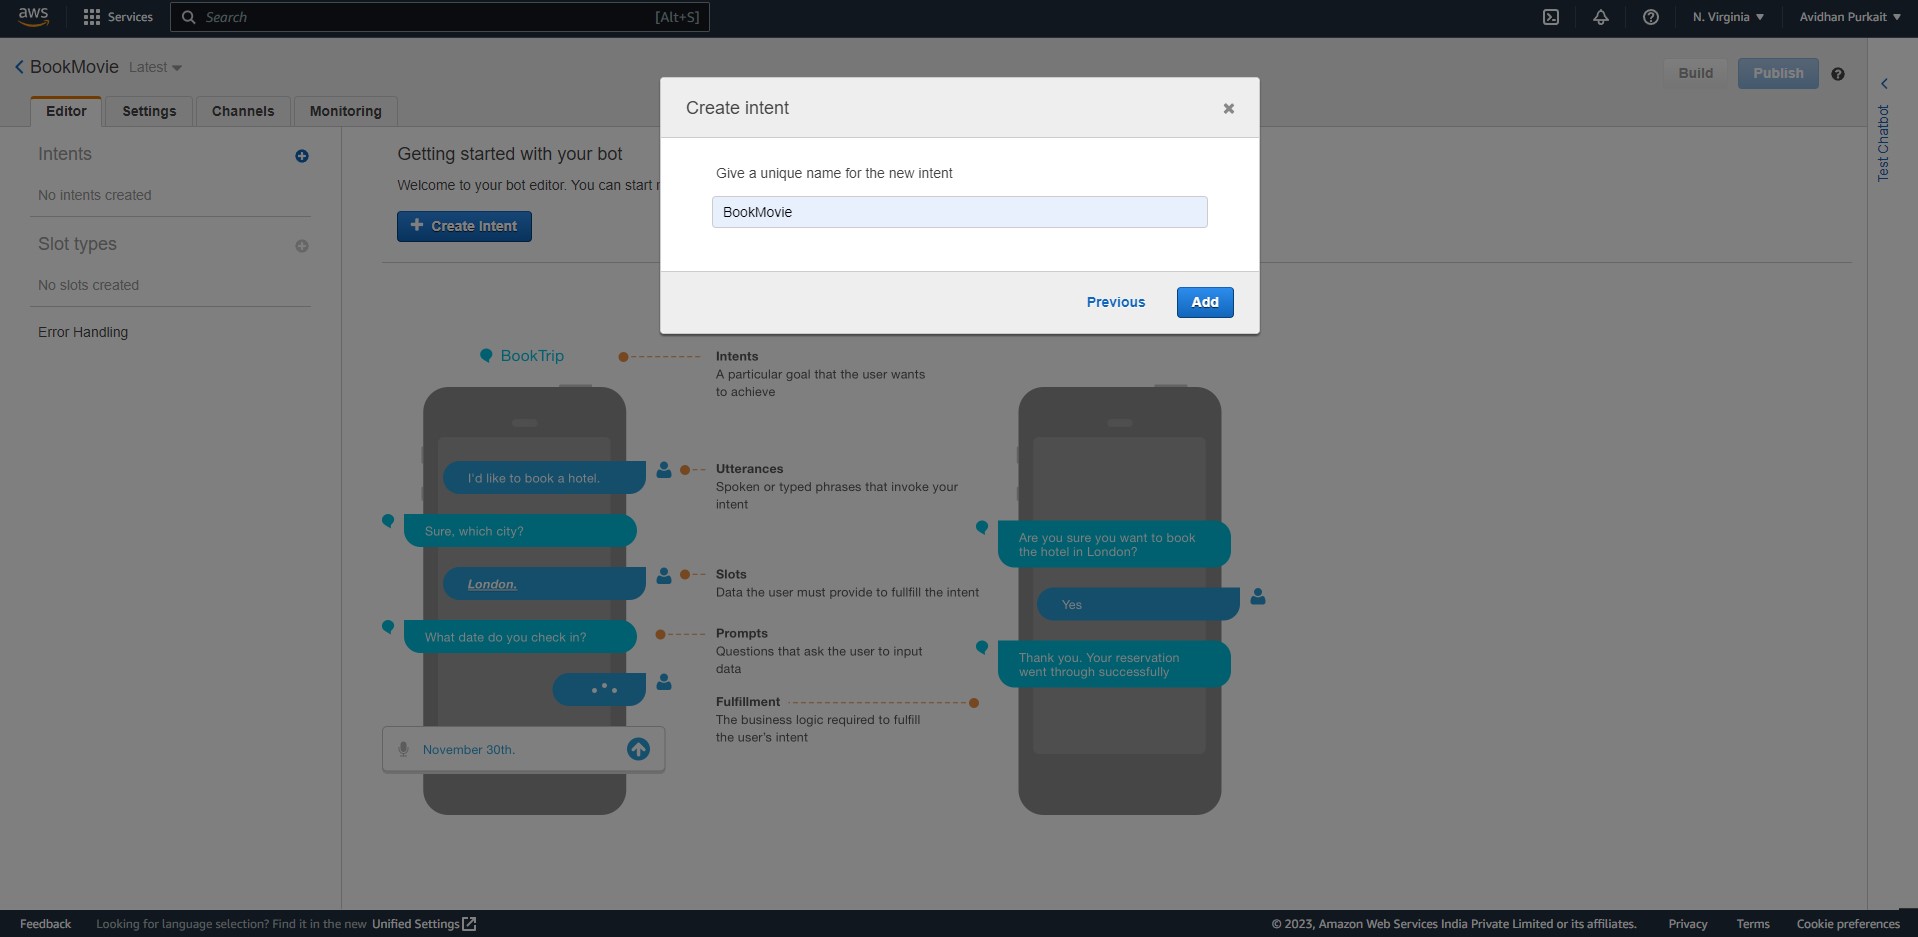 aws
Services
Search
[Alt+S]
N. Virginia
Avidhan Purkait
BookMovie
Latest
Build
Publish
Editor
Settings
Channels
Monitoring
Test Chatbot
Intents
No intents created
Slot types
No slots created
Error Handling
Getting started with your bot
Welcome to your bot editor. You can start
Create Intent
Create intent
Give a unique name for the new intent
BookMovie
Previous
Add
BookTrip
Intents
A particular goal that the user wants
to achieve
I'd like to book a hotel.
Utterances
Spoken or typed phrases that invoke your
intent
Sure, which city?
London.
Slots
Data the user must provide to fullfill the intent
What date do you check in?
Prompts
Questions that ask the user to input
data
Fulfillment
The business logic required to fulfill
the user's intent
November 30th.
Are you sure you want to book
the hotel in London?
Yes
Thank you. Your reservation
went through successfully
Feedback
Looking for language selection? Find it in the new Unified Settings
© 2023, Amazon Web Services India Private Limited or its affiliates.
Privacy
Terms
Cookie preferences